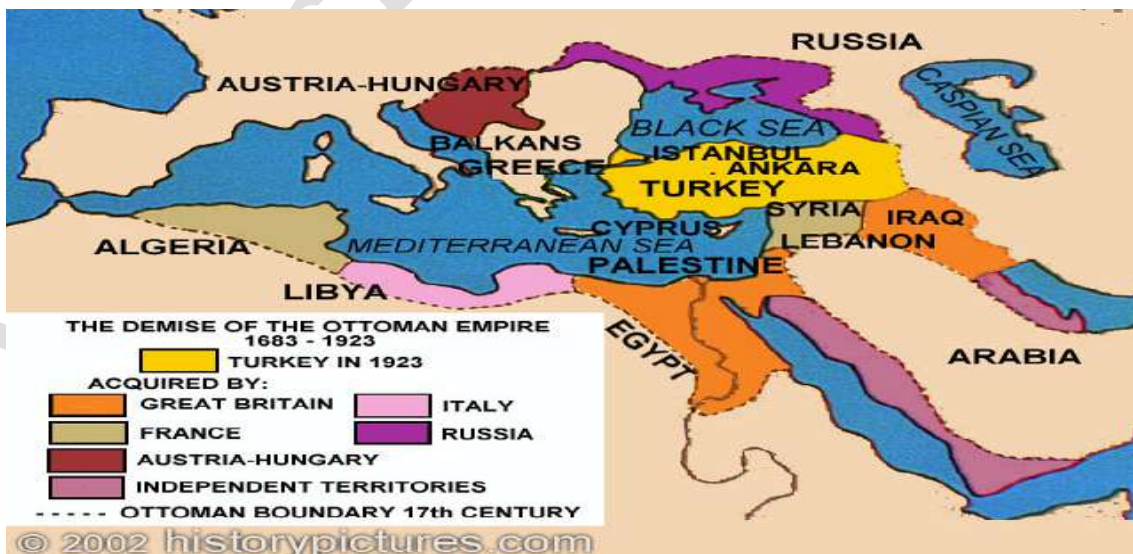 RUSSIA
AUSTRIA-HUNGARY
CASPIAN SEA
BLACK SEA
BALKANS
ISTANBUL
GREECE
ANKARA
TURKEY
SYRIA
IRAQ
CYPRUS
ALGERIA
MEDITERRANEAN SEA
LEBANON
PALESTINE
LIBYA
EGYPT
ARABIA
THE DEMISE OF THE OTTOMAN EMPIRE
1683 - 1923
TURKEY IN 1923
ACQUIRED BY:
GREAT BRITAIN
ITALY
FRANCE
RUSSIA
AUSTRIA-HUNGARY
INDEPENDENT TERRITORIES
----- OTTOMAN BOUNDARY 17th CENTURY
© 2002 historypictures.com